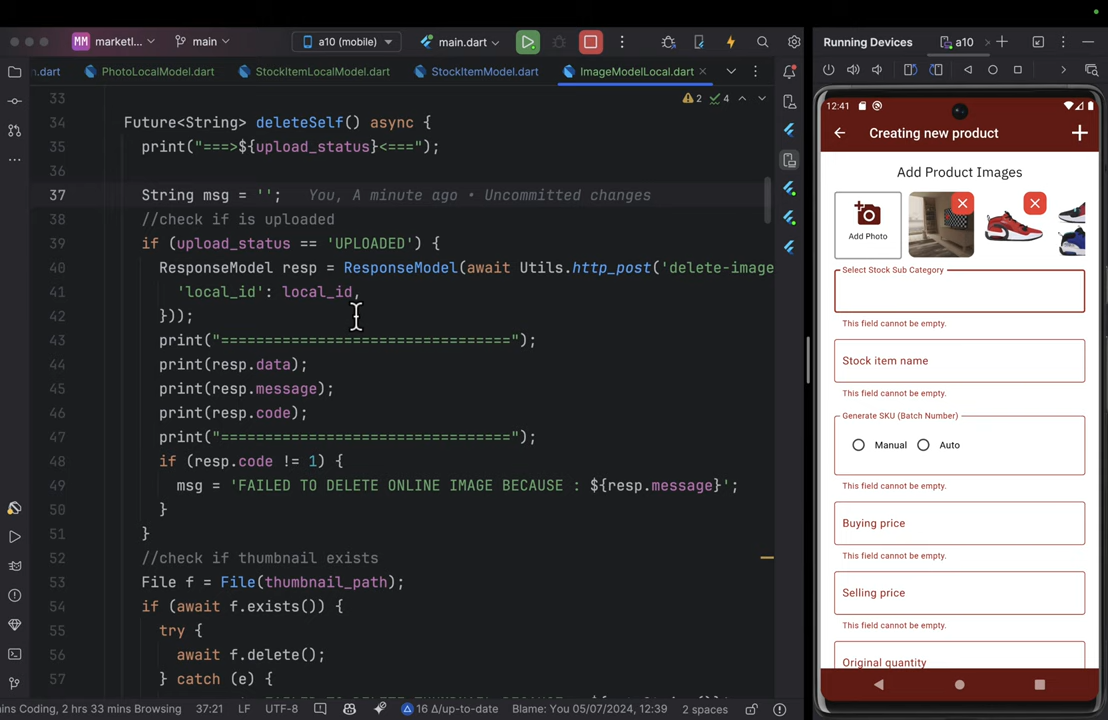 MM marketl...
main
a10 (mobile)
main.dart
Running Devices
a10
n.dart
PhotoLocalModel.dart
StockItemLocalModel.dart
StockItemModel.dart
ImageModelLocal.dart
2
4
33
34 Future<String> deleteSelf() async {
35 print("===>${upload_status}<===");
36
37 String msg = ''; You, A minute ago • Uncommitted changes
38 //check if is uploaded
39 if (upload_status == 'UPLOADED') {
40 ResponseModel resp = ResponseModel(await Utils.http_post('delete-image
41 'local_id': local_id,
42 }));
43 print("================================");
44 print(resp.data);
45 print(resp.message);
46 print(resp.code);
47 print("================================");
48 if (resp.code != 1) {
49 msg = 'FAILED TO DELETE ONLINE IMAGE BECAUSE : ${resp.message}';
50 }
51 }
52 //check if thumbnail exists
53 File f = File(thumbnail_path);
54 if (await f.exists()) {
55 try {
56 await f.delete();
57 } catch (e) {
12:41
Creating new product
Add Product Images
Add Photo
Select Stock Sub Category
This field cannot be empty.
Stock item name
This field cannot be empty.
Generate SKU (Batch Number)
Manual
Auto
This field cannot be empty.
Buying price
This field cannot be empty.
Selling price
This field cannot be empty.
Original quantity
ins Coding, 2 hrs 33 mins Browsing
37:21
LF
UTF-8
16 Δ/up-to-date
Blame: You 05/07/2024, 12:39
2 spaces